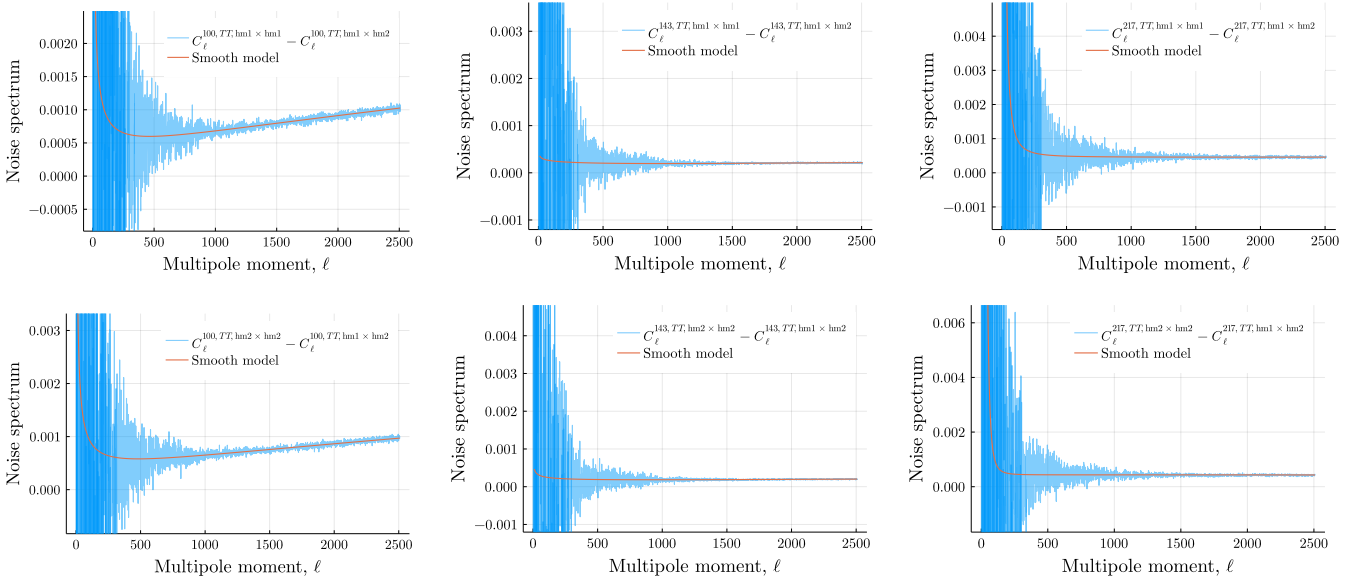 C_ℓ^{100, TT, hm1 × hm1} − C_ℓ^{100, TT, hm1 × hm2}
Smooth model
0.0020
0.0015
0.0010
0.0005
0.0000
−0.0005
Noise spectrum
0 500 1000 1500 2000 2500
Multipole moment, ℓ
C_ℓ^{143, TT, hm1 × hm1} − C_ℓ^{143, TT, hm1 × hm2}
Smooth model
0.003
0.002
0.001
0.000
−0.001
Noise spectrum
0 500 1000 1500 2000 2500
Multipole moment, ℓ
C_ℓ^{217, TT, hm1 × hm1} − C_ℓ^{217, TT, hm1 × hm2}
Smooth model
0.004
0.003
0.002
0.001
0.000
−0.001
Noise spectrum
0 500 1000 1500 2000 2500
Multipole moment, ℓ
C_ℓ^{100, TT, hm2 × hm2} − C_ℓ^{100, TT, hm1 × hm2}
Smooth model
0.003
0.002
0.001
0.000
Noise spectrum
0 500 1000 1500 2000 2500
Multipole moment, ℓ
C_ℓ^{143, TT, hm2 × hm2} − C_ℓ^{143, TT, hm1 × hm2}
Smooth model
0.004
0.003
0.002
0.001
0.000
−0.001
Noise spectrum
0 500 1000 1500 2000 2500
Multipole moment, ℓ
C_ℓ^{217, TT, hm2 × hm2} − C_ℓ^{217, TT, hm1 × hm2}
Smooth model
0.006
0.004
0.002
0.000
Noise spectrum
0 500 1000 1500 2000 2500
Multipole moment, ℓ